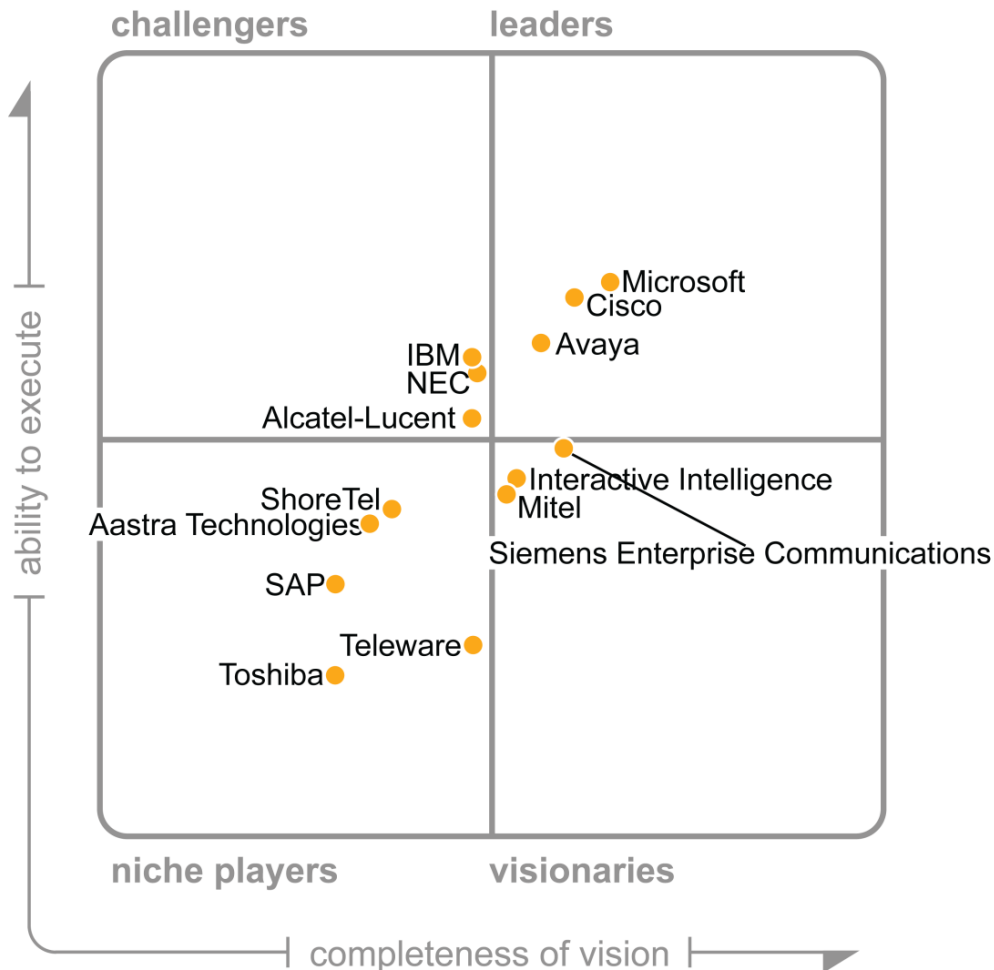 challengers
leaders
Microsoft
Cisco
Avaya
IBM
NEC
Alcatel-Lucent
Interactive Intelligence
Mitel
ShoreTel
Aastra Technologies
Siemens Enterprise Communications
SAP
Teleware
Toshiba
niche players
visionaries
ability to execute
completeness of vision